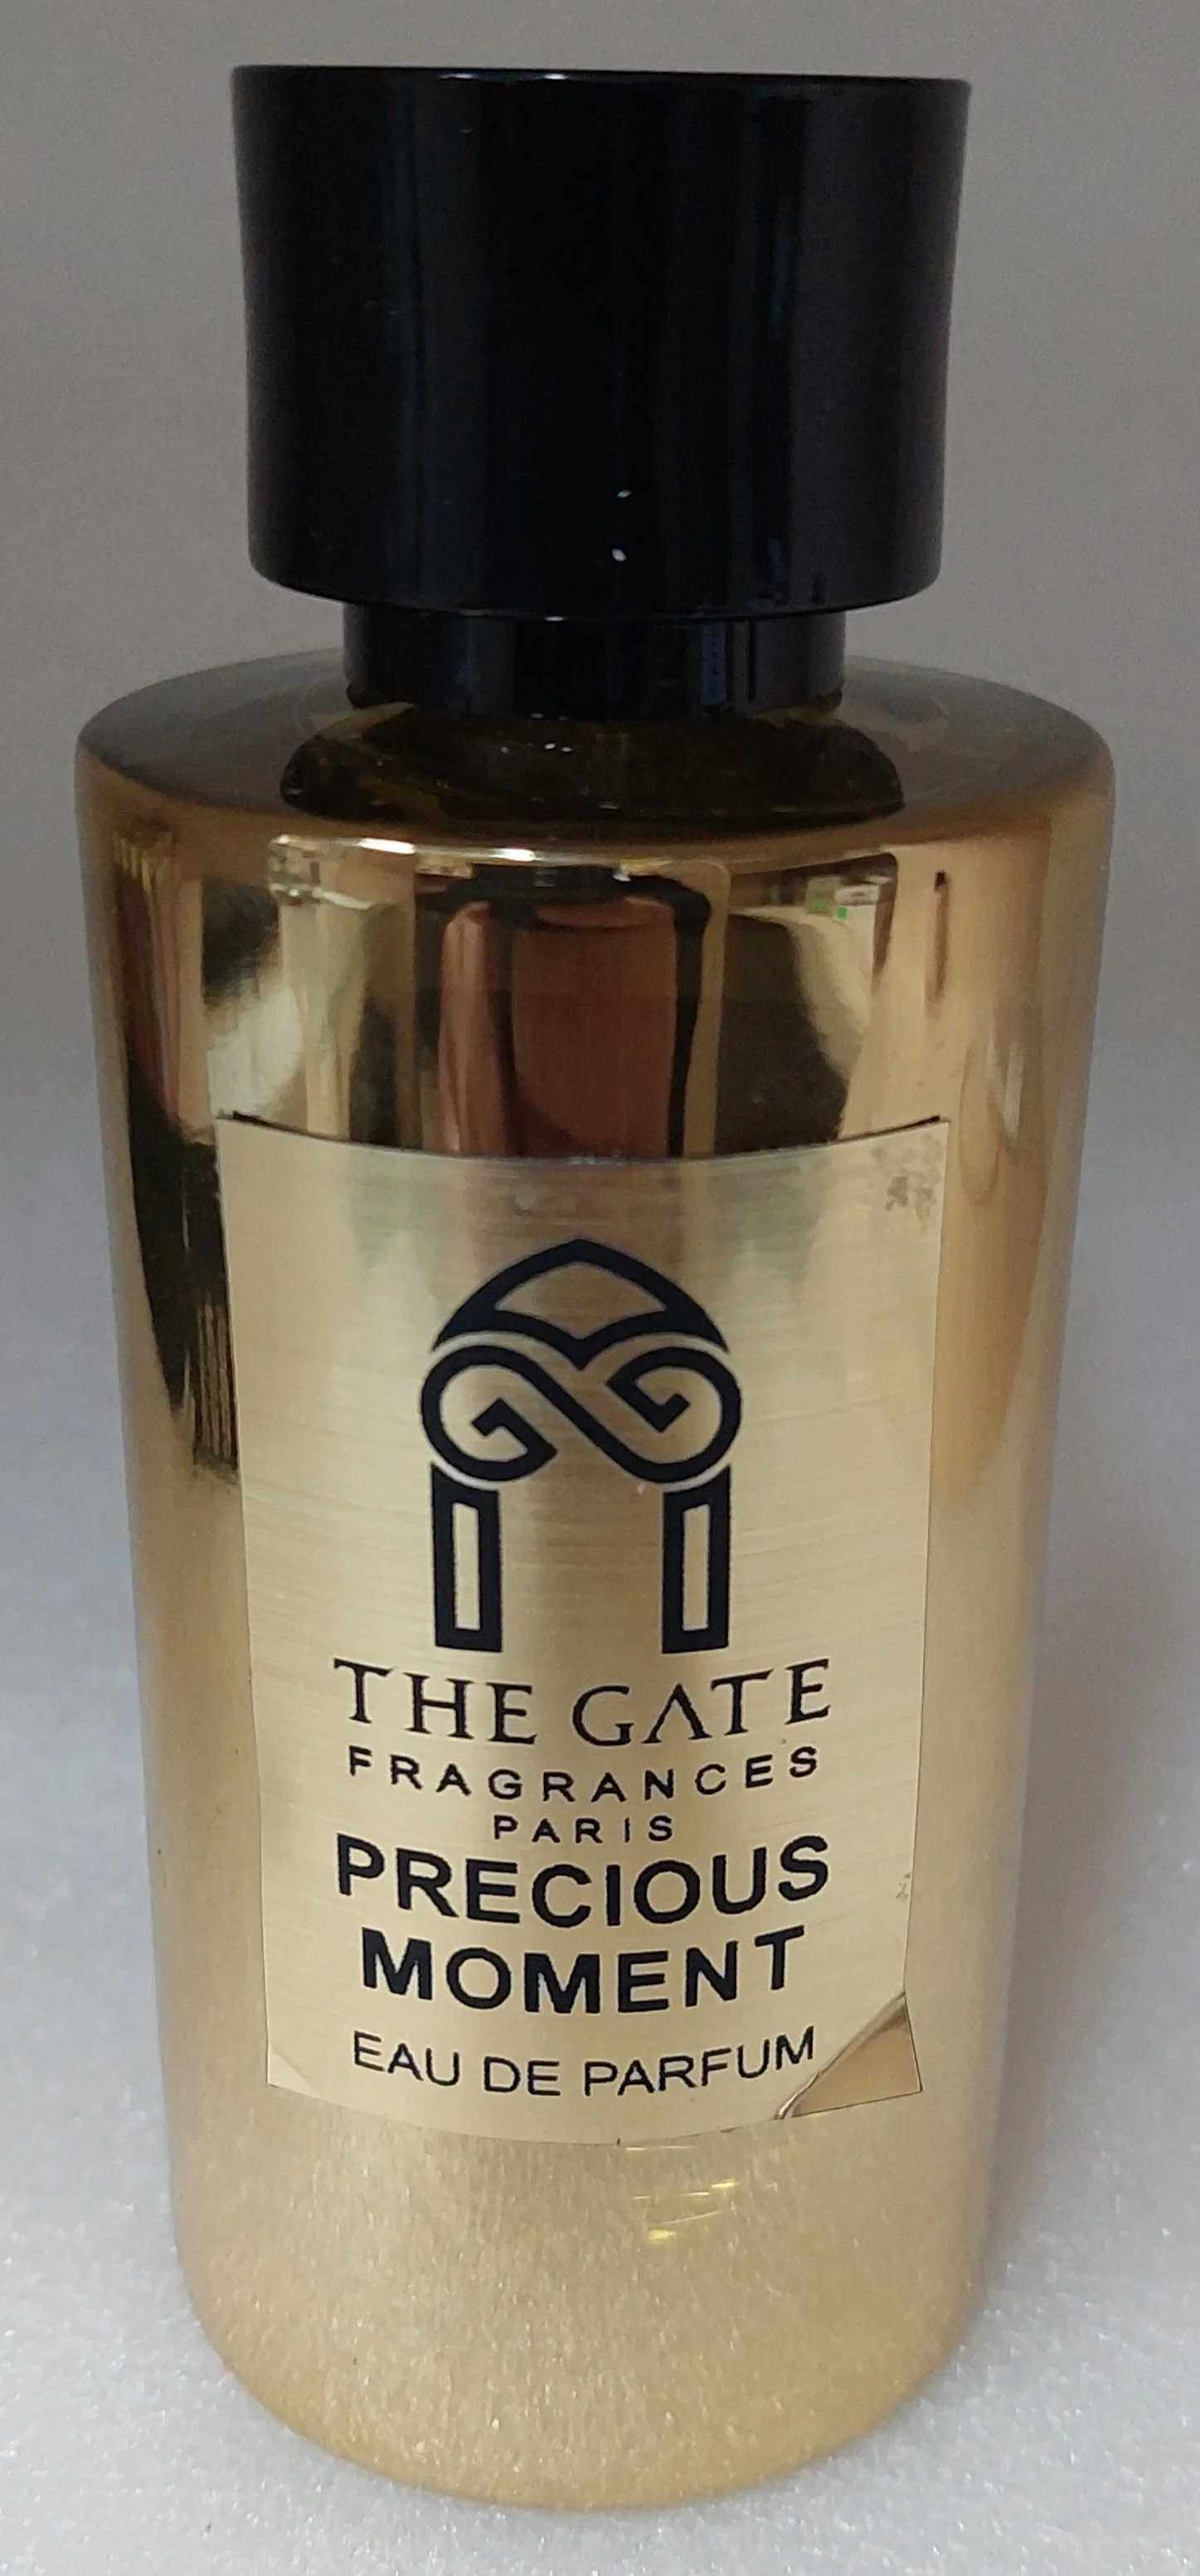 THE GATE
FRAGRANCES
PARIS
PRECIOUS
MOMENT
EAU DE PARFUM